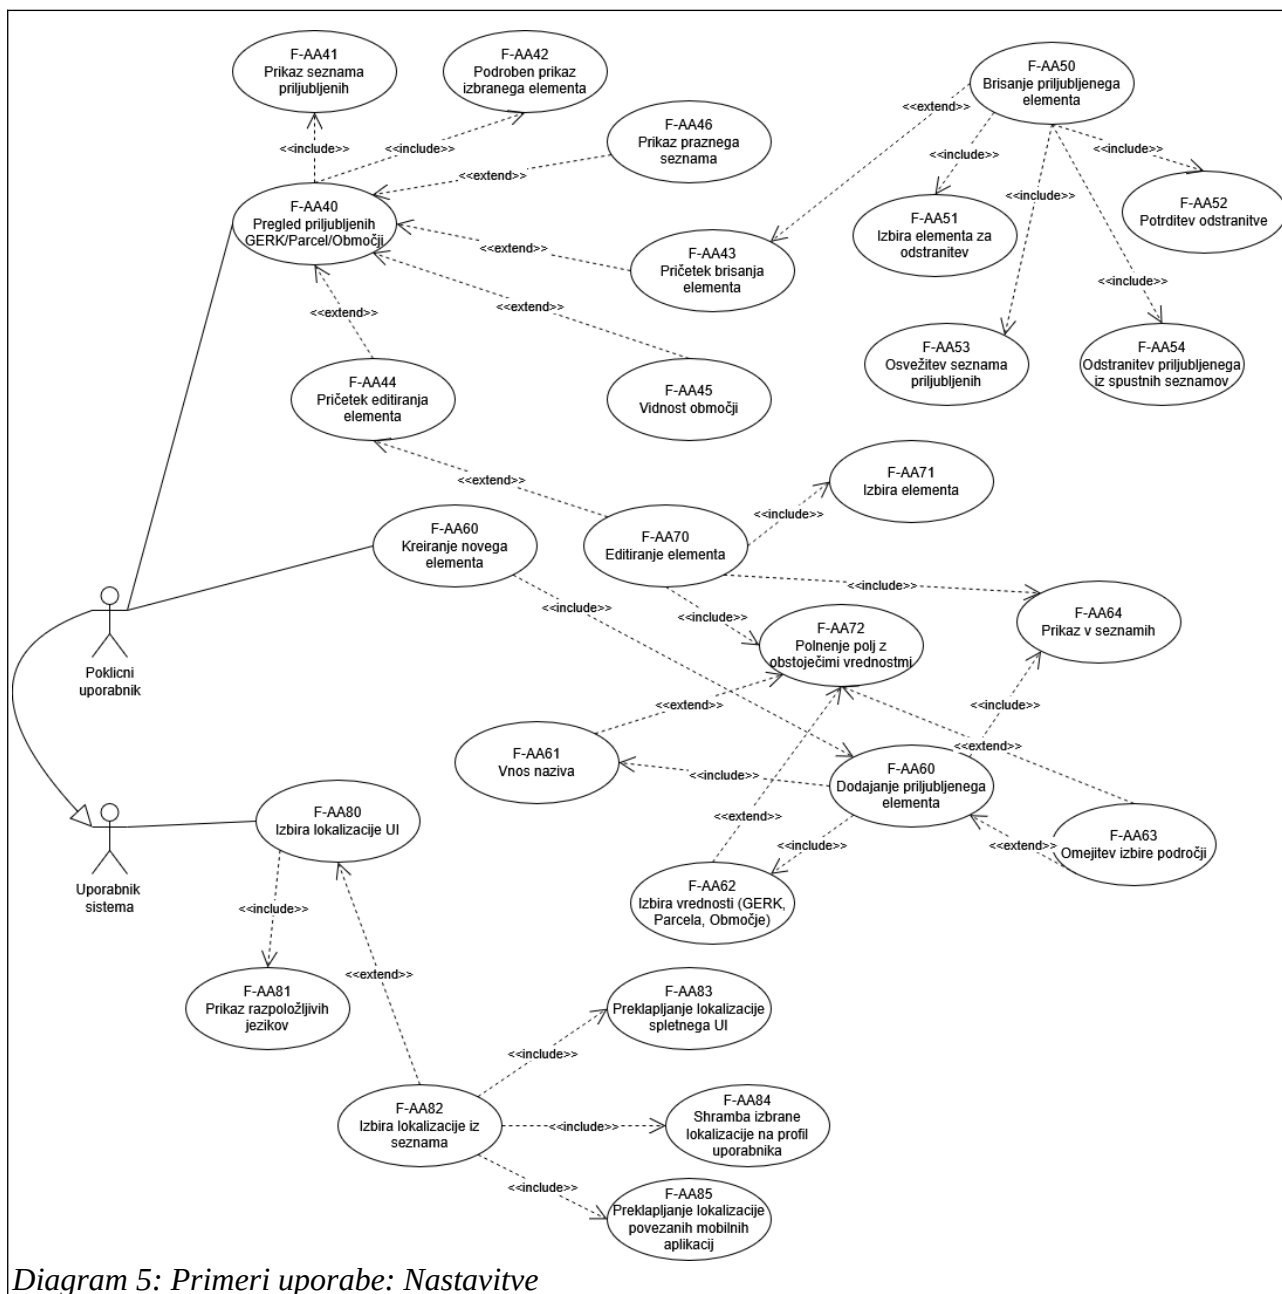 F-AA41
Prikaz seznama
priljubljenih
F-AA42
Podroben prikaz
izbranega elementa
F-AA46
Prikaz praznega
seznama
F-AA50
Brisanje priljubljenega
elementa
<<extend>>
<<include>>
<<include>>
<<include>>
<<include>>
<<extend>>
<<include>>
F-AA40
Pregled priljubljenih
GERK/Parcel/Območji
F-AA52
Potrditev odstranitve
F-AA51
Izbira elementa za
odstranitev
<<extend>>
F-AA43
Pričetek brisanja
elementa
<<include>>
<<extend>>
<<extend>>
F-AA53
Osvežitev seznama
priljubljenih
F-AA54
Odstranitev priljubljenega
iz spustnih seznamov
F-AA44
Pričetek editiranja
elementa
F-AA45
Vidnost območji
<<extend>>
F-AA71
Izbira elementa
<<include>>
F-AA60
Kreiranje novega
elementa
F-AA70
Editiranje elementa
<<include>>
<<include>>
<<include>>
F-AA64
Prikaz v seznamih
F-AA72
Polnenje polj z
obstoječimi vrednostmi
Poklicni
uporabnik
<<extend>>
<<include>>
<<extend>>
F-AA61
Vnos naziva
<<include>>
F-AA60
Dodajanje priljubljenega
elementa
<<extend>>
F-AA80
Izbira lokalizacije UI
F-AA63
Omejitev izbire področji
<<include>>
<<extend>>
Uporabnik
sistema
F-AA62
Izbira vrednosti (GERK,
Parcela, Območje)
<<include>>
<<extend>>
F-AA81
Prikaz razpoložljivih
jezikov
F-AA83
Preklapljanje lokalizacije
spletnega UI
<<include>>
F-AA82
Izbira lokalizacije iz
seznama
<<include>>
F-AA84
Shramba izbrane
lokalizacije na profil
uporabnika
<<include>>
F-AA85
Preklapljanje lokalizacije
povezanih mobilnih
aplikacij
Diagram 5: Primeri uporabe: Nastavitve